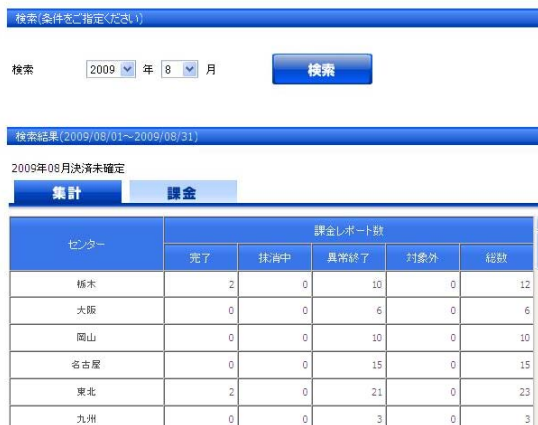 検索(条件をご指定ください)
検索 2009 年 8 月 検索
検索結果(2009/08/01～2009/08/31)
2009年08月決済未確定
集計 課金
センター 課金レポート数
完了 抹消中 異常終了 対象外 総数
栃木 2 0 10 0 12
大阪 0 0 6 0 6
岡山 0 0 10 0 10
名古屋 0 0 15 0 15
東北 2 0 21 0 23
九州 0 0 3 0 3